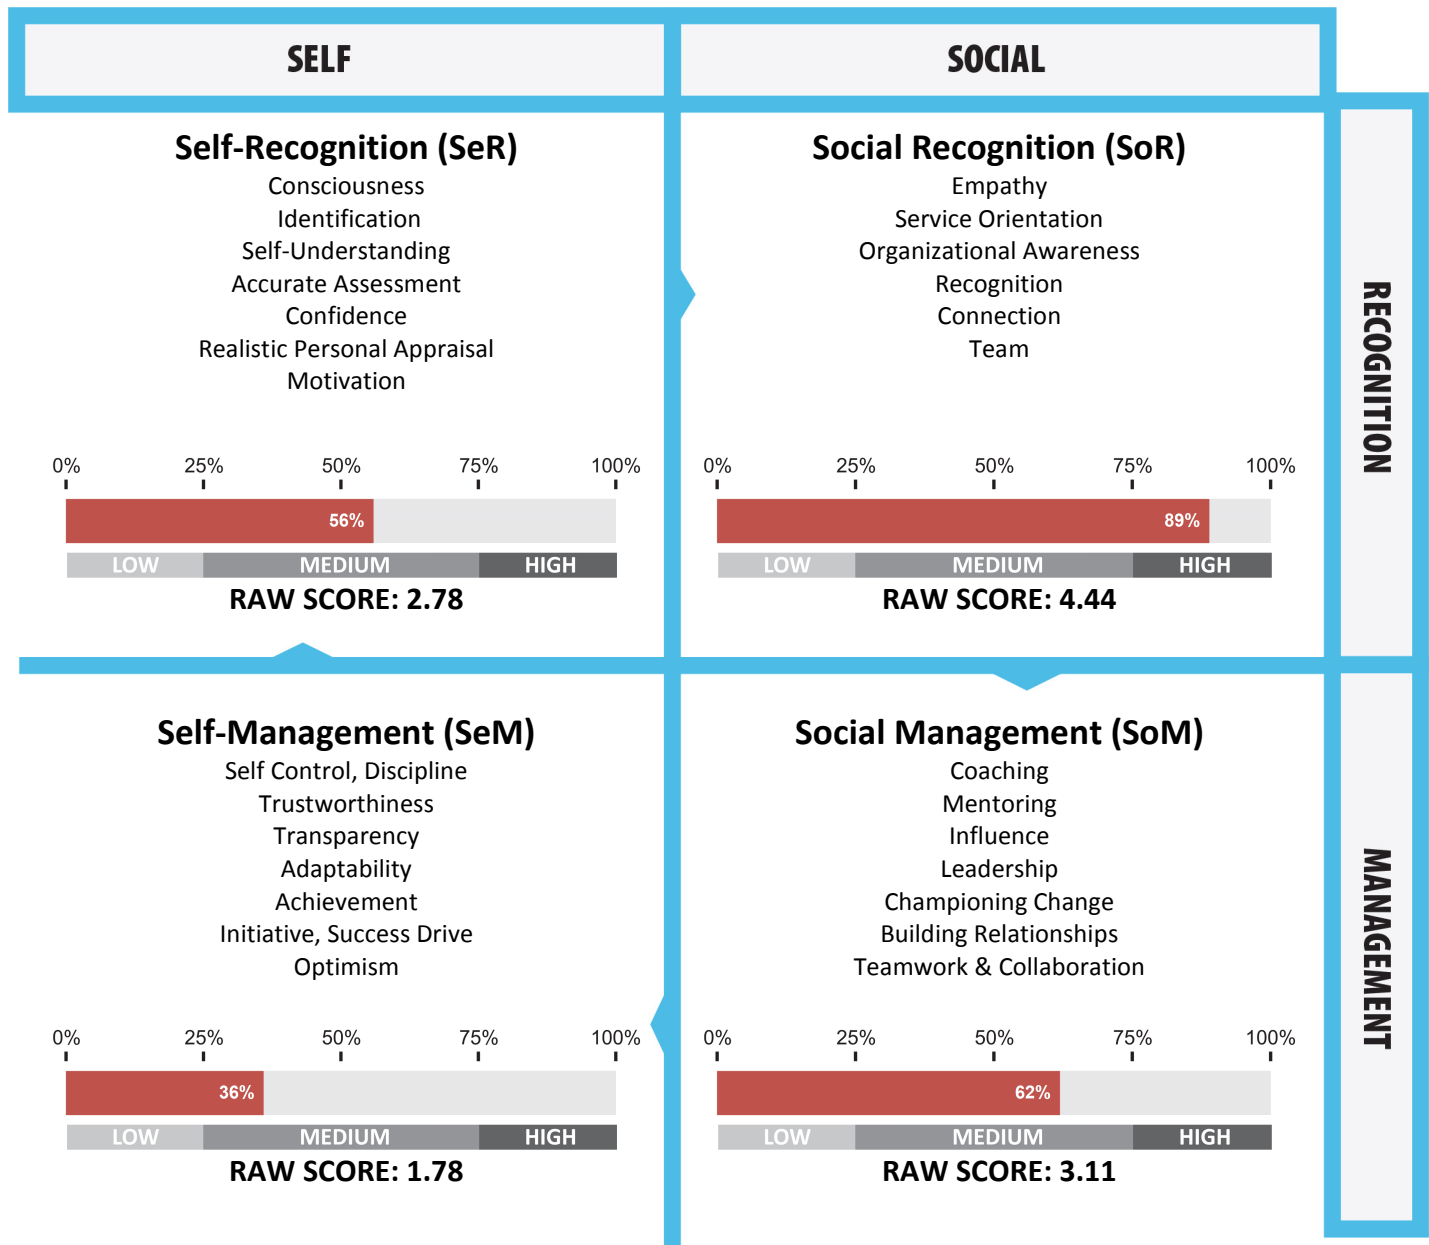 SELF
SOCIAL
RECOGNITION
Self-Recognition (SeR)
Consciousness
Identification
Self-Understanding
Accurate Assessment
Confidence
Realistic Personal Appraisal
Motivation
0% 25% 50% 75% 100%
56%
LOW MEDIUM HIGH
RAW SCORE: 2.78
Social Recognition (SoR)
Empathy
Service Orientation
Organizational Awareness
Recognition
Connection
Team
0% 25% 50% 75% 100%
89%
LOW MEDIUM HIGH
RAW SCORE: 4.44
MANAGEMENT
Self-Management (SeM)
Self Control, Discipline
Trustworthiness
Transparency
Adaptability
Achievement
Initiative, Success Drive
Optimism
0% 25% 50% 75% 100%
36%
LOW MEDIUM HIGH
RAW SCORE: 1.78
Social Management (SoM)
Coaching
Mentoring
Influence
Leadership
Championing Change
Building Relationships
Teamwork & Collaboration
0% 25% 50% 75% 100%
62%
LOW MEDIUM HIGH
RAW SCORE: 3.11